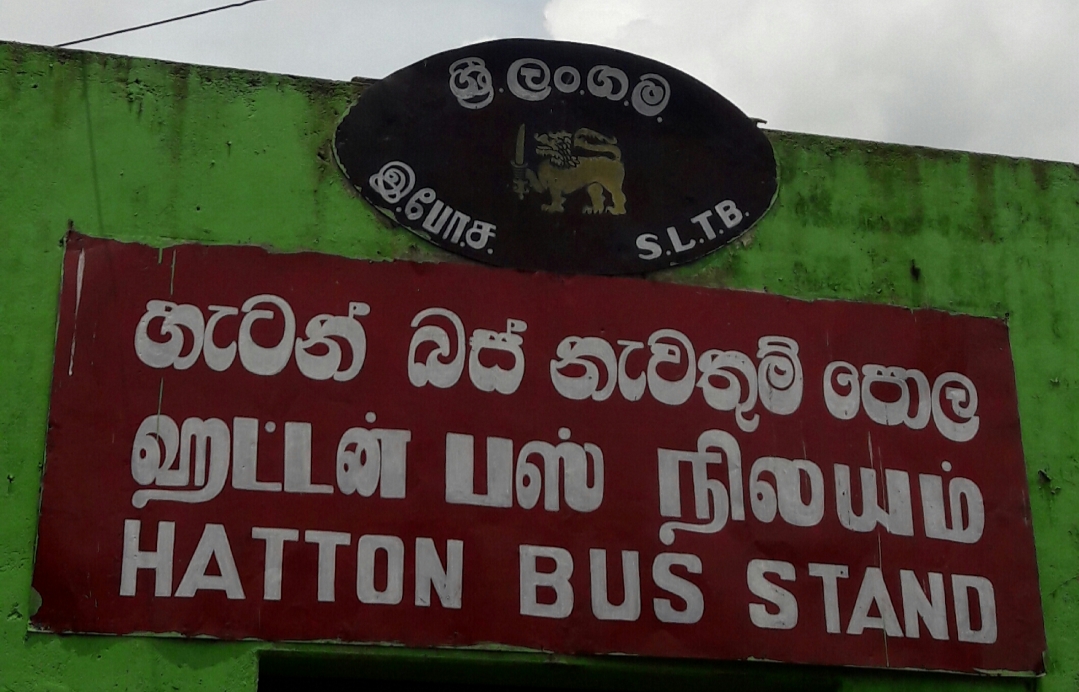 ශ්‍රී.ලං.ග.ම.
இ.போ.ச.
S.L.T.B.
හැටන් බස් නැවතුම් පොල
ஹட்டன் பஸ் நிலையம்
HATTON BUS STAND